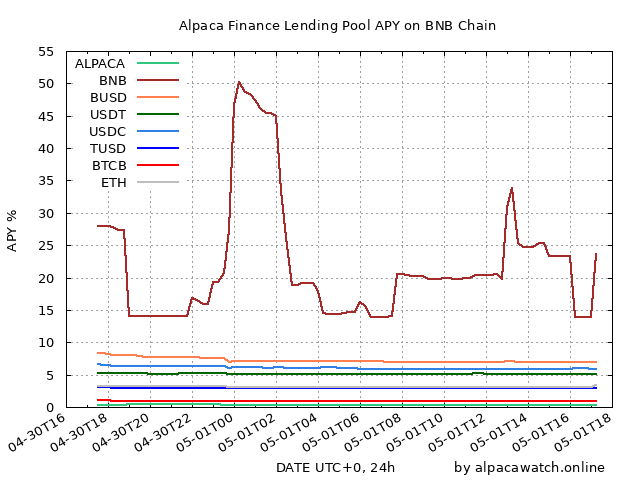 Alpaca Finance Lending Pool APY on BNB Chain
55
50
45
40
35
30
25
20
15
10
5
0
APY %
ALPACA
BNB
BUSD
USDT
USDC
TUSD
BTCB
ETH
04-30T16
04-30T18
04-30T20
04-30T22
05-01T00
05-01T02
05-01T04
05-01T06
05-01T08
05-01T10
05-01T12
05-01T14
05-01T16
05-01T18
DATE UTC+0, 24h
by alpacawatch.online